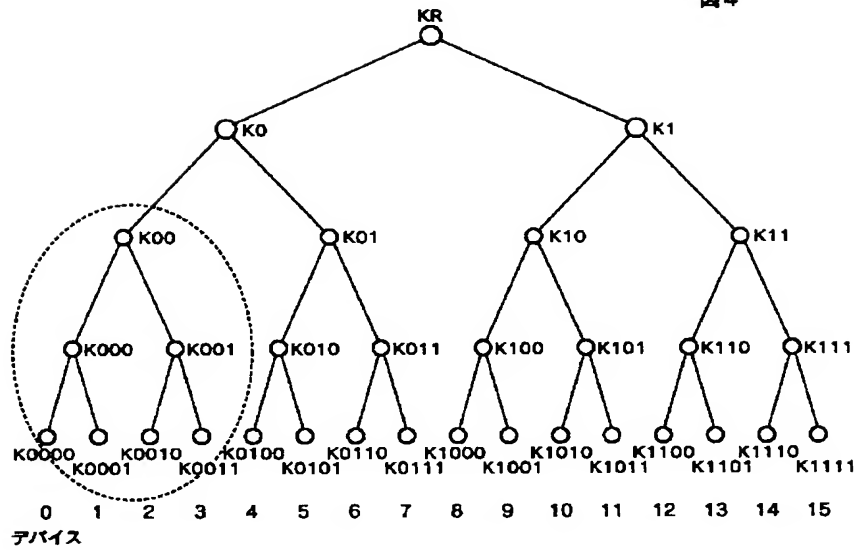 図4
KR
K0 K1
K00 K01 K10 K11
K000 K001 K010 K011 K100 K101 K110 K111
K0000 K0010 K0100 K0110 K1000 K1010 K1100 K1110
K0001 K0011 K0101 K0111 K1001 K1011 K1101 K1111
0 1 2 3 4 5 6 7 8 9 10 11 12 13 14 15
デバイス